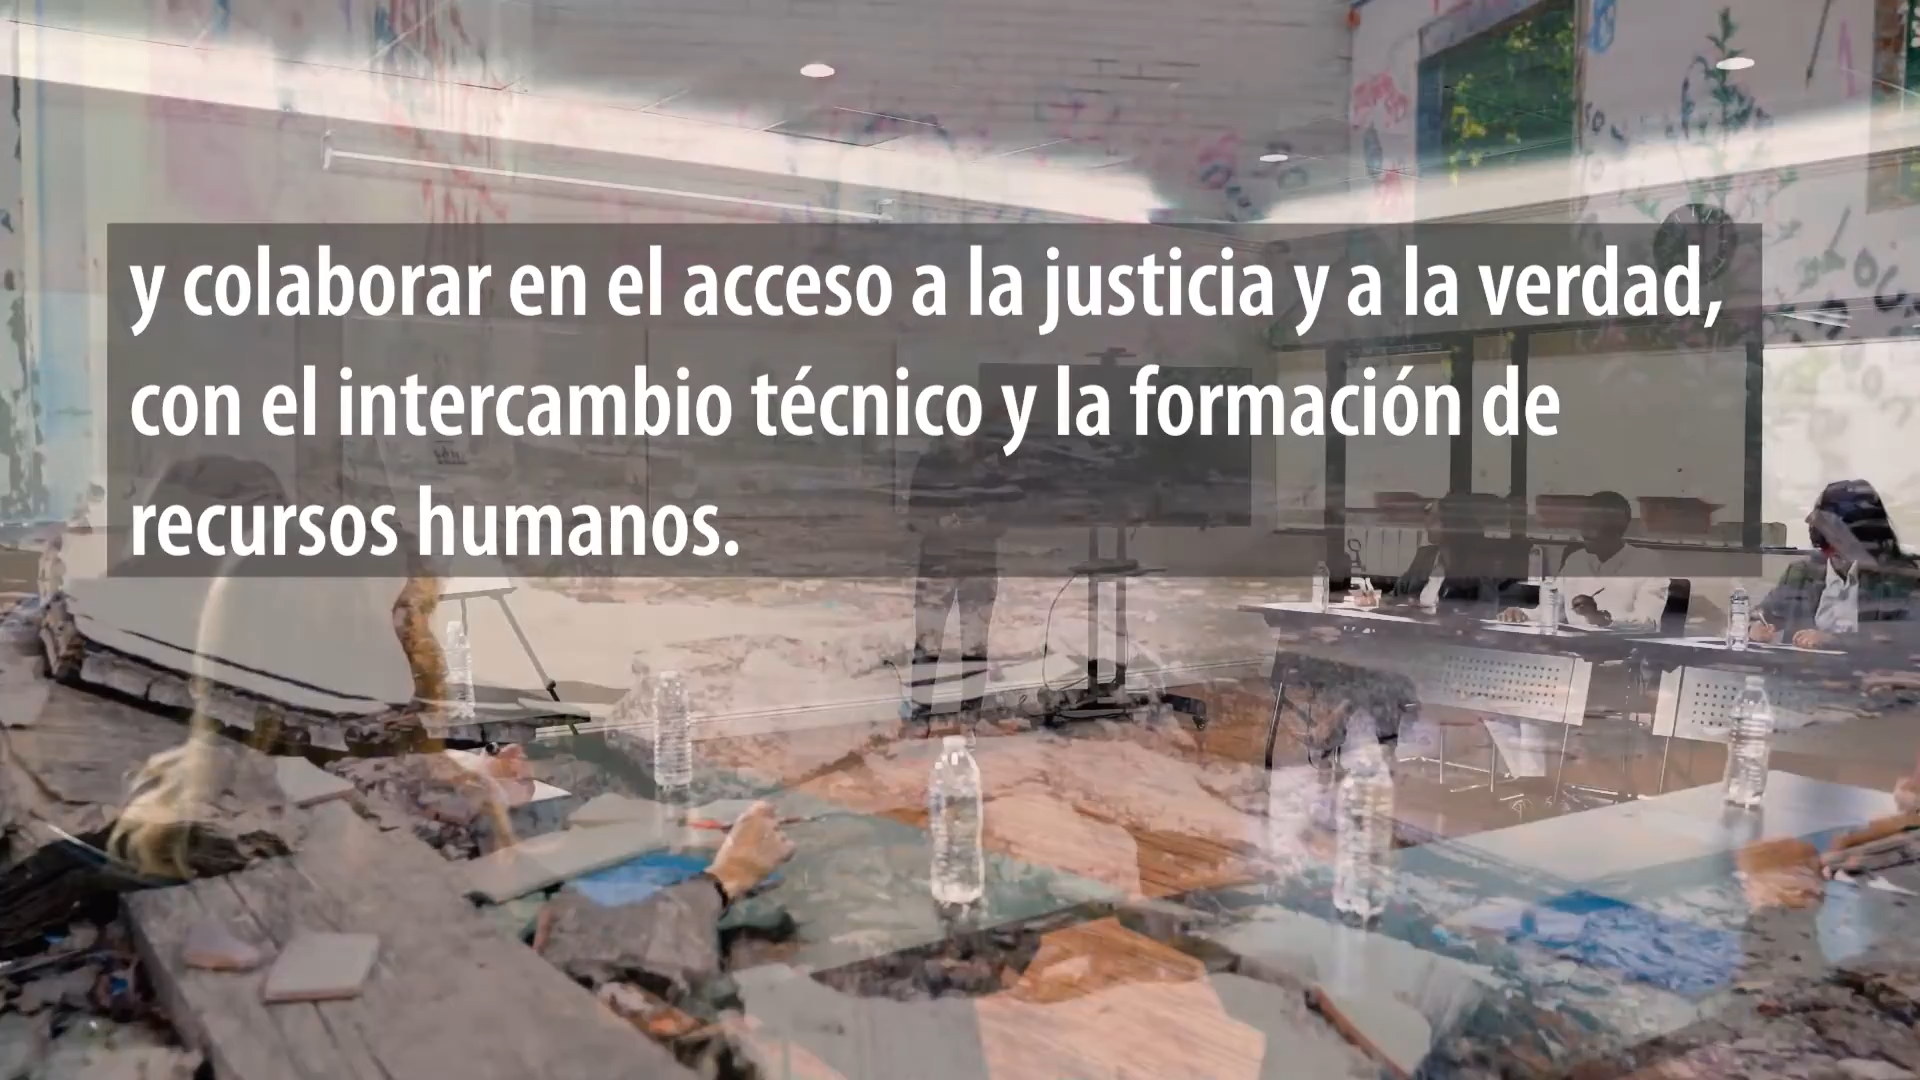 y colaborar en el acceso a la justicia y a la verdad,
con el intercambio técnico y la formación de
recursos humanos.